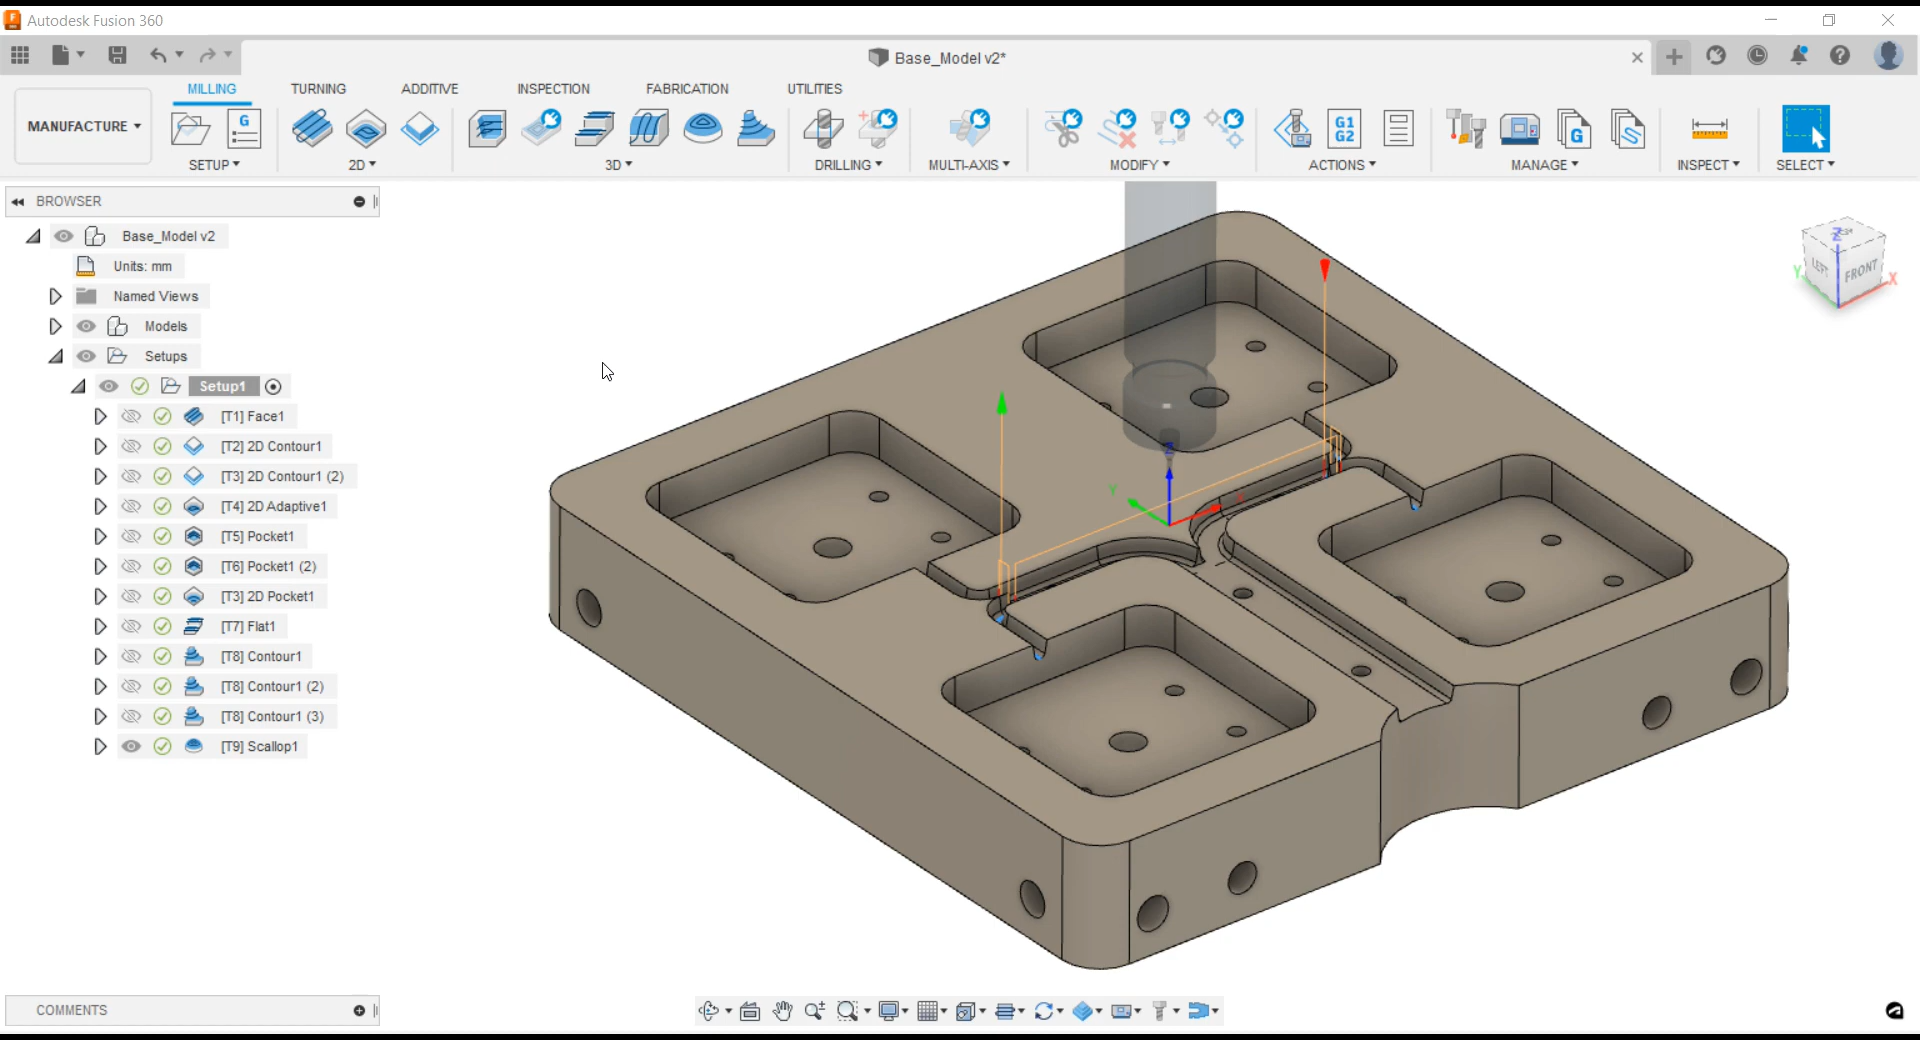 Autodesk Fusion 360
Base_Model v2*
MILLING TURNING ADDITIVE INSPECTION FABRICATION UTILITIES
MANUFACTURE
G
G1
G2
G
SETUP 2D 3D DRILLING MULTI-AXIS MODIFY ACTIONS MANAGE INSPECT SELECT
BROWSER
Base_Model v2
Units: mm
Named Views
Models
Setups
Setup1
[T1] Face1
[T2] 2D Contour1
[T3] 2D Contour1 (2)
[T4] 2D Adaptive1
[T5] Pocket1
[T6] Pocket1 (2)
[T3] 2D Pocket1
[T7] Flat1
[T8] Contour1
[T8] Contour1 (2)
[T8] Contour1 (3)
[T9] Scallop1
Z
Y
X
Z
LEFT
FRONT
Y
X
COMMENTS